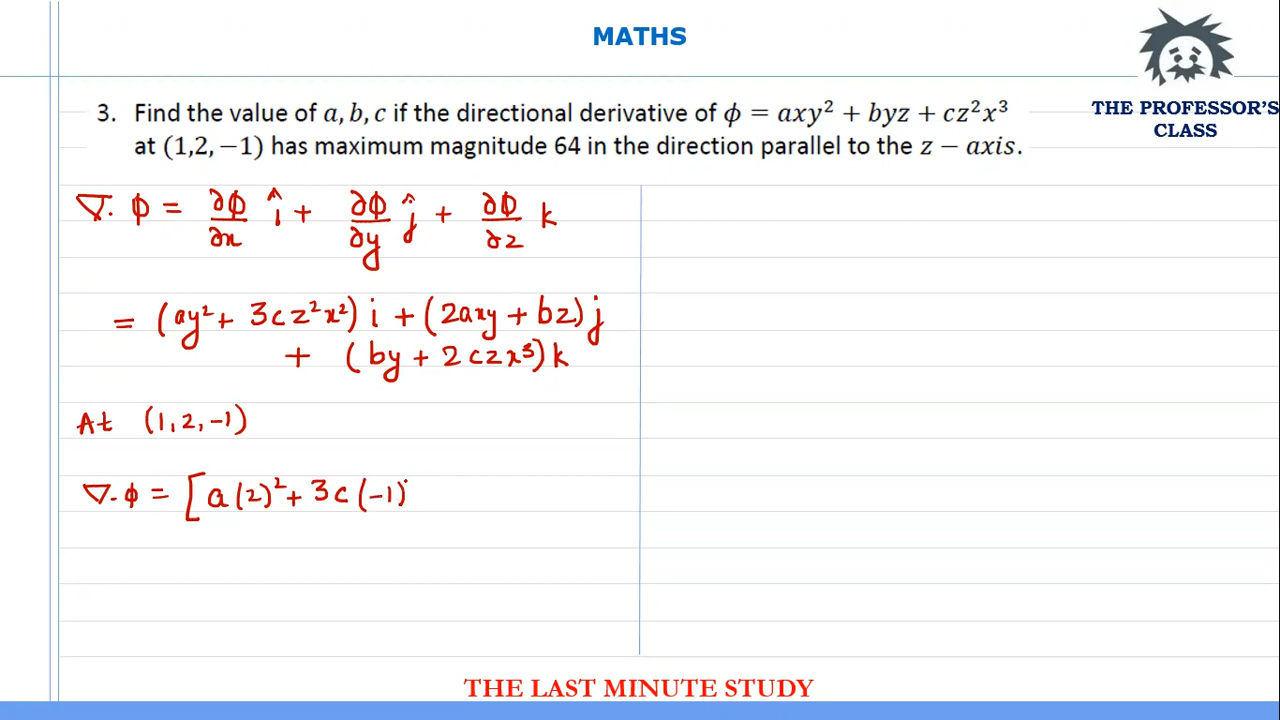 MATHS
3. Find the value of a, b, c if the directional derivative of ϕ = axy² + byz + cz²x³
at (1,2, −1) has maximum magnitude 64 in the direction parallel to the z − axis.
THE PROFESSOR'S
CLASS
∇. ϕ = ∂ϕ/∂x î + ∂ϕ/∂y ĵ + ∂ϕ/∂z k
= (ay² + 3cz²x²) i + (2axy + bz) j
+ (by + 2czx³) k
At (1, 2, -1)
∇. ϕ = [a(2)² + 3c(-1)
THE LAST MINUTE STUDY